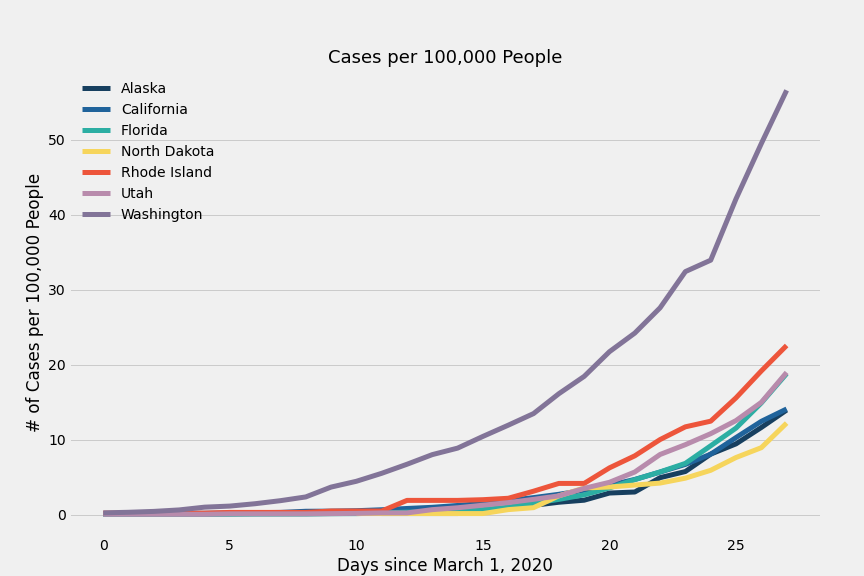 Cases per 100,000 People
Alaska
California
Florida
North Dakota
Rhode Island
Utah
Washington
# of Cases per 100,000 People
50
40
30
20
10
0
0 5 10 15 20 25
Days since March 1, 2020